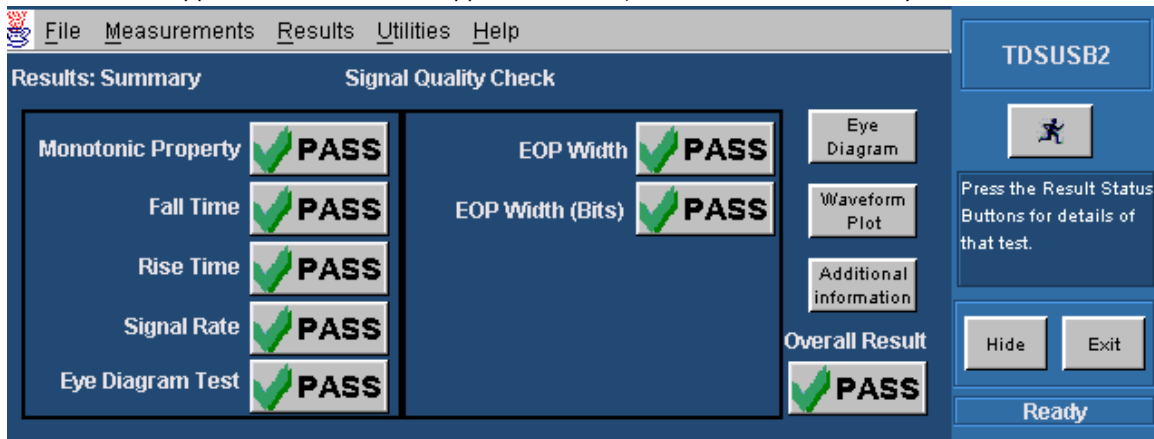 File Measurements Results Utilities Help
TDSUSB2
Results: Summary
Signal Quality Check
Monotonic Property PASS
Fall Time PASS
Rise Time PASS
Signal Rate PASS
Eye Diagram Test PASS
EOP Width PASS
EOP Width (Bits) PASS
Eye
Diagram
Waveform
Plot
Additional
information
Overall Result
PASS
Press the Result Status
Buttons for details of
that test.
Hide
Exit
Ready